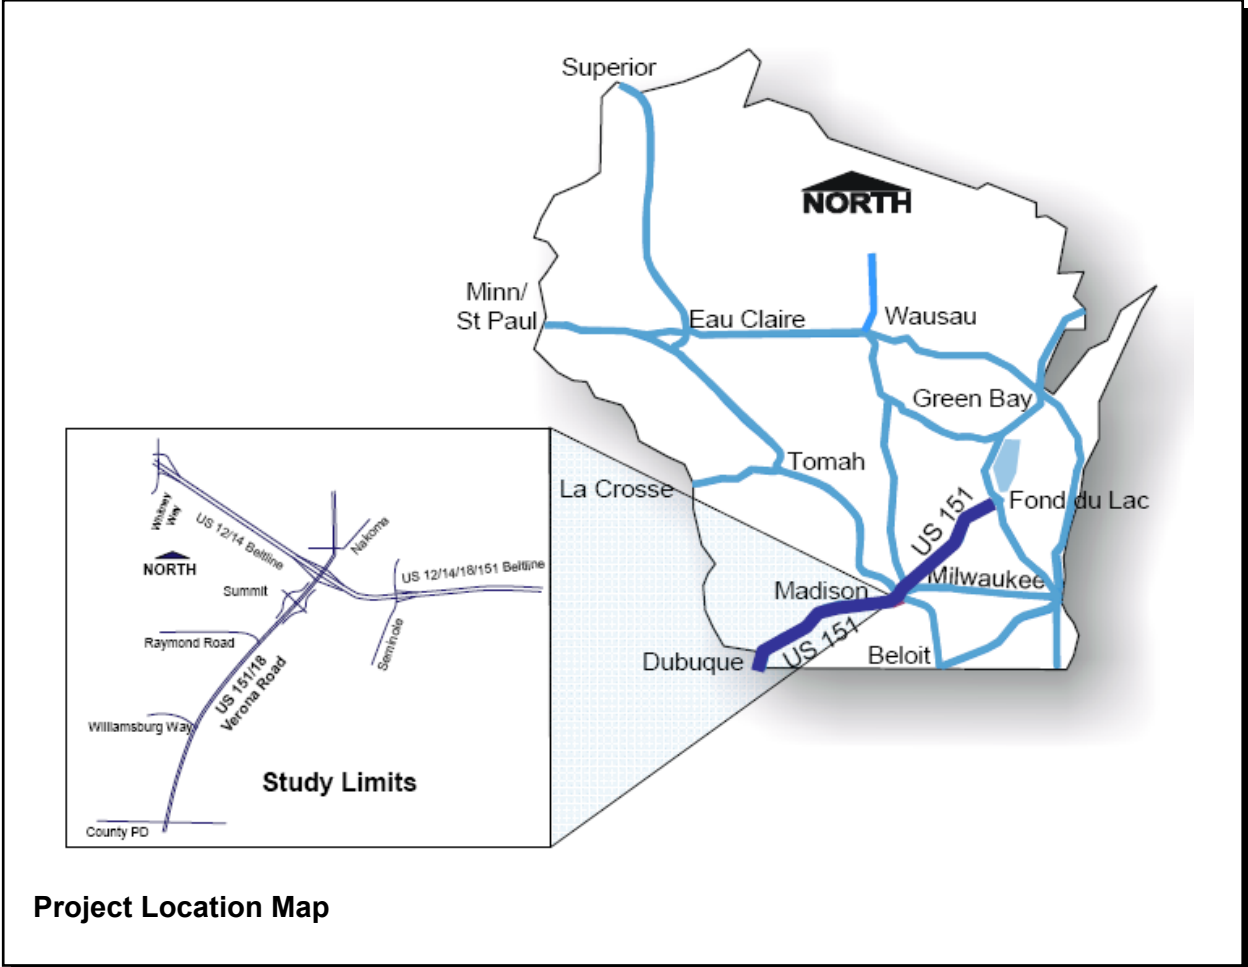 Superior
NORTH
Minn/
St Paul
Eau Claire
Wausau
Green Bay
Tomah
La Crosse
Fond du Lac
US 151
Madison
Milwaukee
US 151
Dubuque
Beloit
Whitney
Way
US 12/14 Beltline
Nakoma
NORTH
US 12/14/18/151 Beltline
Summit
Seminole
Raymond Road
US 151/18
Verona Road
Williamsburg Way
Study Limits
County PD
Project Location Map